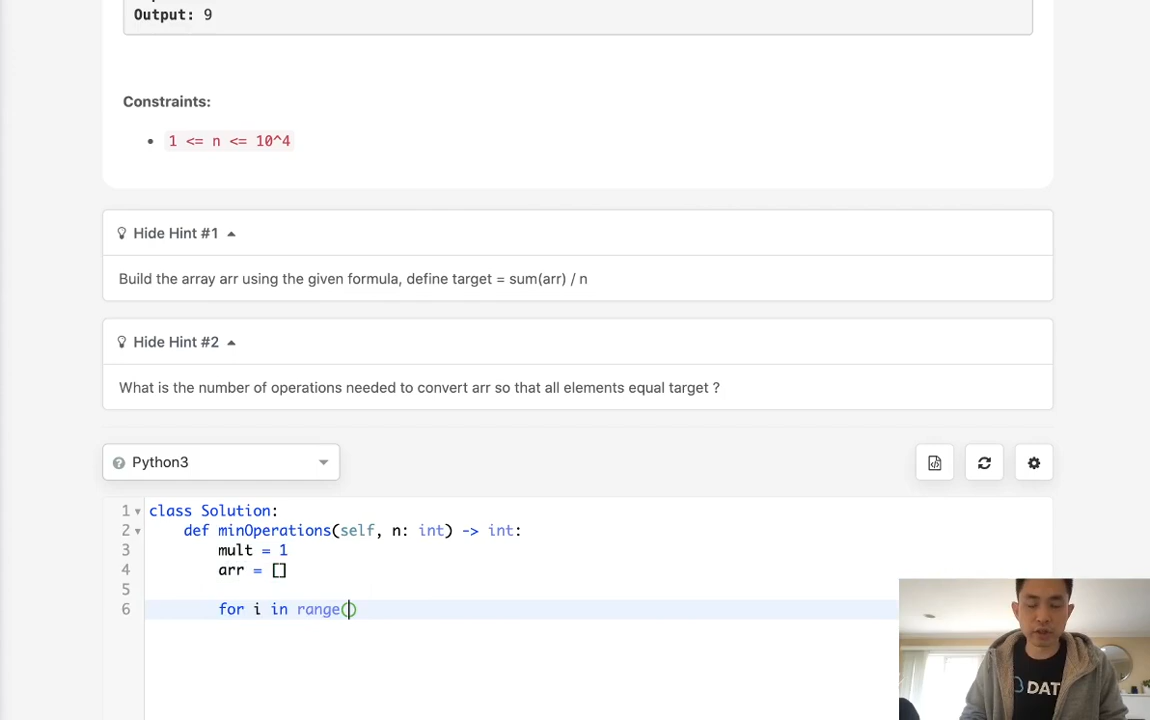 Output: 9
Constraints:
1 <= n <= 10^4
Hide Hint #1
Build the array arr using the given formula, define target = sum(arr) / n
Hide Hint #2
What is the number of operations needed to convert arr so that all elements equal target ?
Python3
1 class Solution:
2 def minOperations(self, n: int) -> int:
3 mult = 1
4 arr = []
5
6 for i in range()
DAT